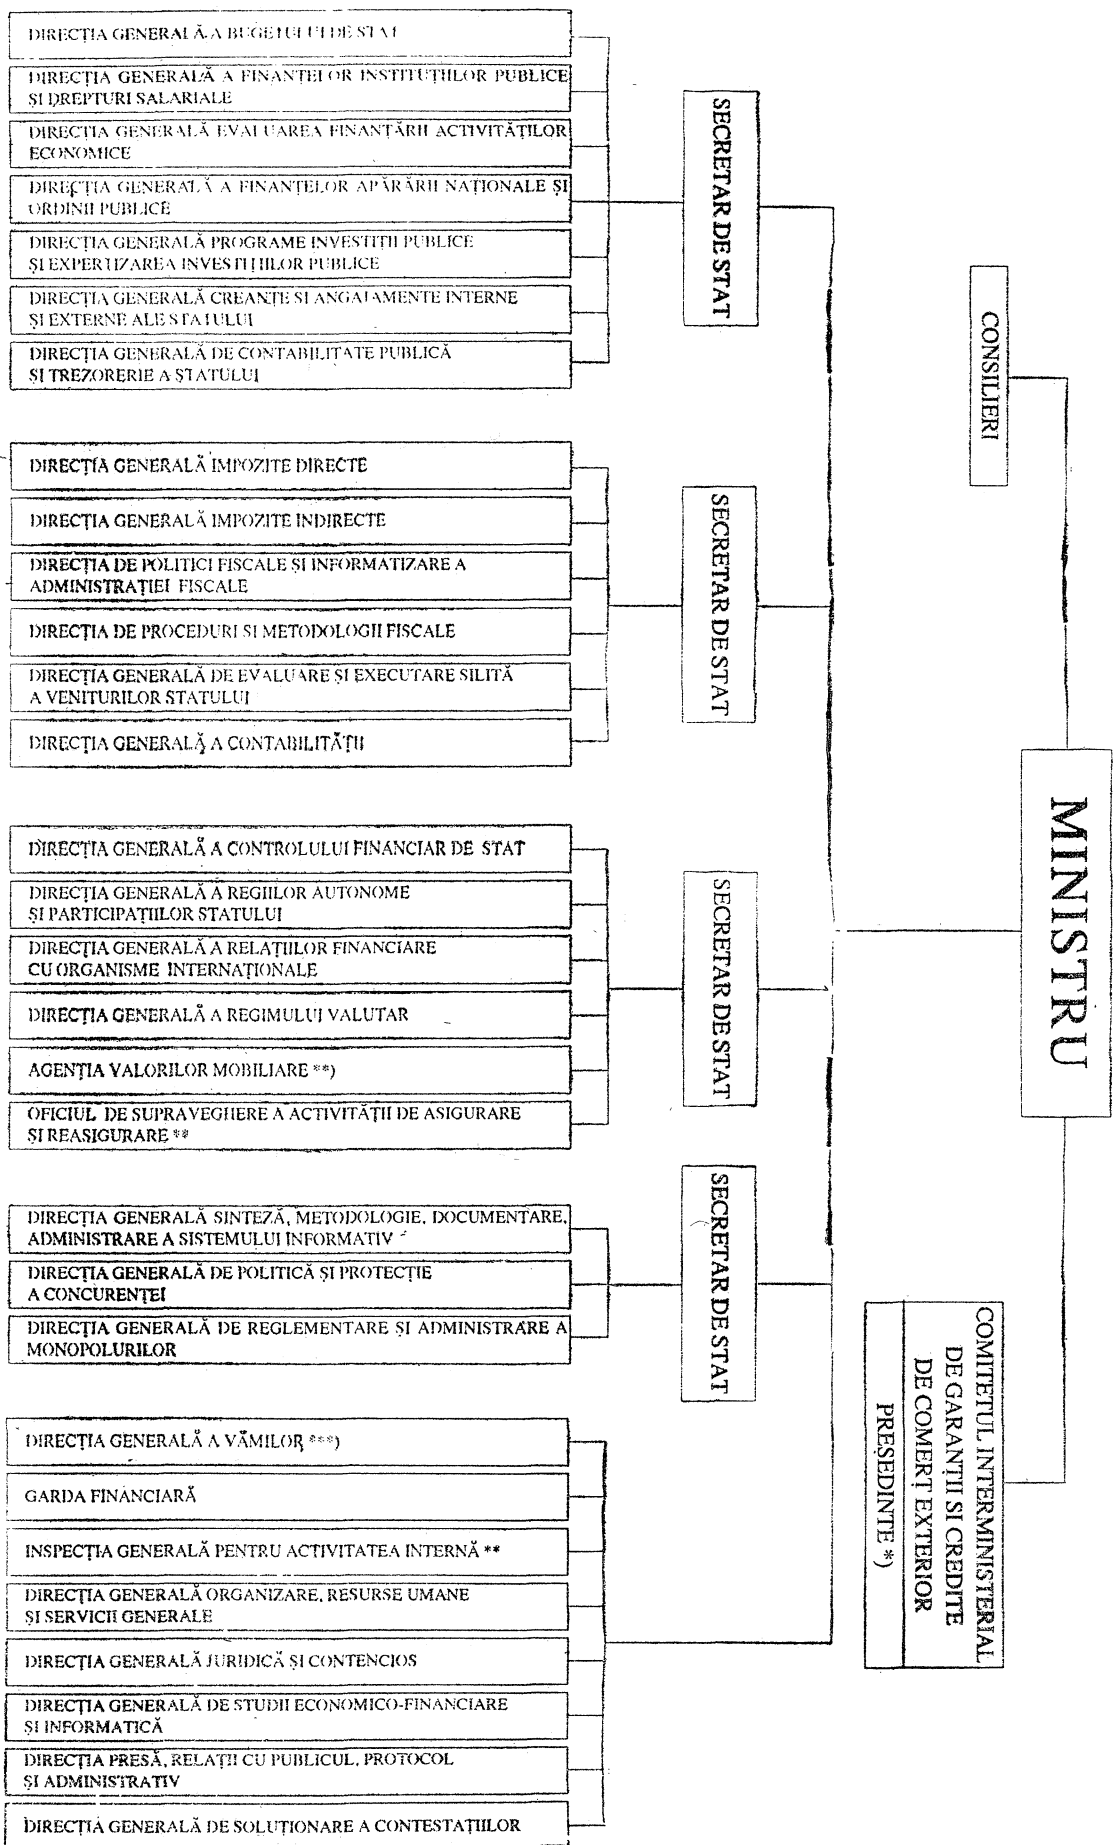 MINISTRU
CONSILIERI
COMITETUL INTERMINISTERIAL
DE GARANȚII SI CREDITE
DE COMERȚ EXTERIOR
PREȘEDINTE *)
SECRETAR DE STAT
DIRECȚIA GENERALĂ A BUGETULUI DE STAT
DIRECȚIA GENERALĂ A FINANȚELOR INSTITUȚIILOR PUBLICE
ȘI DREPTURI SALARIALE
DIRECȚIA GENERALĂ EVALUAREA FINANȚĂRII ACTIVITĂȚILOR
ECONOMICE
DIRECȚIA GENERALĂ A FINANȚELOR APĂRĂRII NAȚIONALE ȘI
ORDINII PUBLICE
DIRECȚIA GENERALĂ PROGRAME INVESTIȚII PUBLICE
ȘI EXPERTIZAREA INVESTIȚIILOR PUBLICE
DIRECȚIA GENERALĂ CREANȚE SI ANGAJAMENTE INTERNE
ȘI EXTERNE ALE STATULUI
DIRECȚIA GENERALĂ DE CONTABILITATE PUBLICĂ
ȘI TREZORERIE A STATULUI
SECRETAR DE STAT
DIRECȚIA GENERALĂ IMPOZITE DIRECTE
DIRECȚIA GENERALĂ IMPOZITE INDIRECTE
DIRECȚIA DE POLITICI FISCALE ȘI INFORMATIZARE A
ADMINISTRAȚIEI FISCALE
DIRECȚIA DE PROCEDURI SI METODOLOGII FISCALE
DIRECȚIA GENERALĂ DE EVALUARE ȘI EXECUTARE SILITĂ
A VENITURILOR STATULUI
DIRECȚIA GENERALĂ A CONTABILITĂȚII
SECRETAR DE STAT
DIRECȚIA GENERALĂ A CONTROLULUI FINANCIAR DE STAT
DIRECȚIA GENERALĂ A REGIILOR AUTONOME
ȘI PARTICIPAȚIILOR STATULUI
DIRECȚIA GENERALĂ A RELAȚIILOR FINANCIARE
CU ORGANISME INTERNAȚIONALE
DIRECȚIA GENERALĂ A REGIMULUI VALUTAR
AGENȚIA VALORILOR MOBILIARE **)
OFICIUL DE SUPRAVEGHERE A ACTIVITĂȚII DE ASIGURARE
ȘI REASIGURARE **
SECRETAR DE STAT
DIRECȚIA GENERALĂ SINTEZĂ, METODOLOGIE, DOCUMENTARE,
ADMINISTRARE A SISTEMULUI INFORMATIV
DIRECȚIA GENERALĂ DE POLITICĂ ȘI PROTECȚIE
A CONCURENȚEI
DIRECȚIA GENERALĂ DE REGLEMENTARE ȘI ADMINISTRARE A
MONOPOLURILOR
DIRECȚIA GENERALĂ A VĂMILOR ***)
GARDA FINANCIARĂ
INSPECȚIA GENERALĂ PENTRU ACTIVITATEA INTERNĂ **
DIRECȚIA GENERALĂ ORGANIZARE, RESURSE UMANE
ȘI SERVICII GENERALE
DIRECȚIA GENERALĂ JURIDICĂ ȘI CONTENCIOS
DIRECȚIA GENERALĂ DE STUDII ECONOMICO-FINANCIARE
ȘI INFORMATICĂ
DIRECȚIA PRESĂ, RELAȚII CU PUBLICUL, PROTOCOL
ȘI ADMINISTRATIV
DIRECȚIA GENERALĂ DE SOLUȚIONARE A CONTESTAȚIILOR